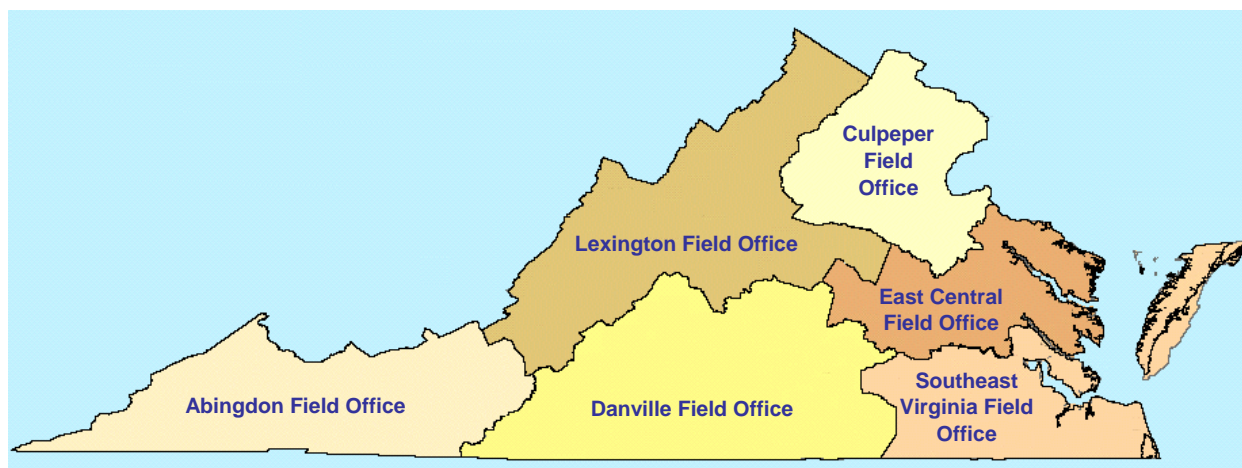 Culpeper
Field
Office
Lexington Field Office
East Central
Field Office
Abingdon Field Office
Danville Field Office
Southeast
Virginia Field
Office